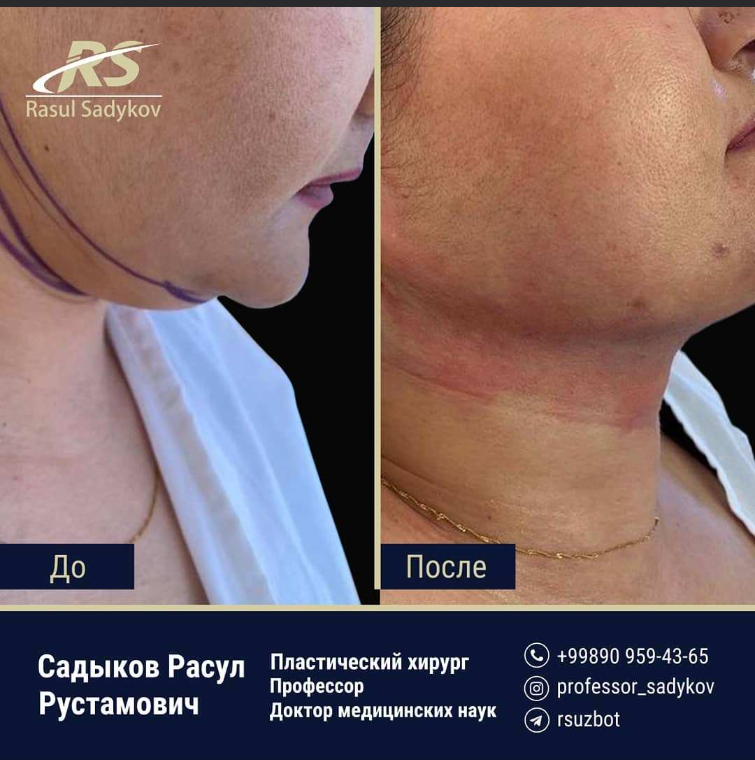 RS
Rasul Sadykov
До
После
Садыков Расул
Рустамович
Пластический хирург
Профессор
Доктор медицинских наук
+99890 959-43-65
professor_sadykov
rsuzbot